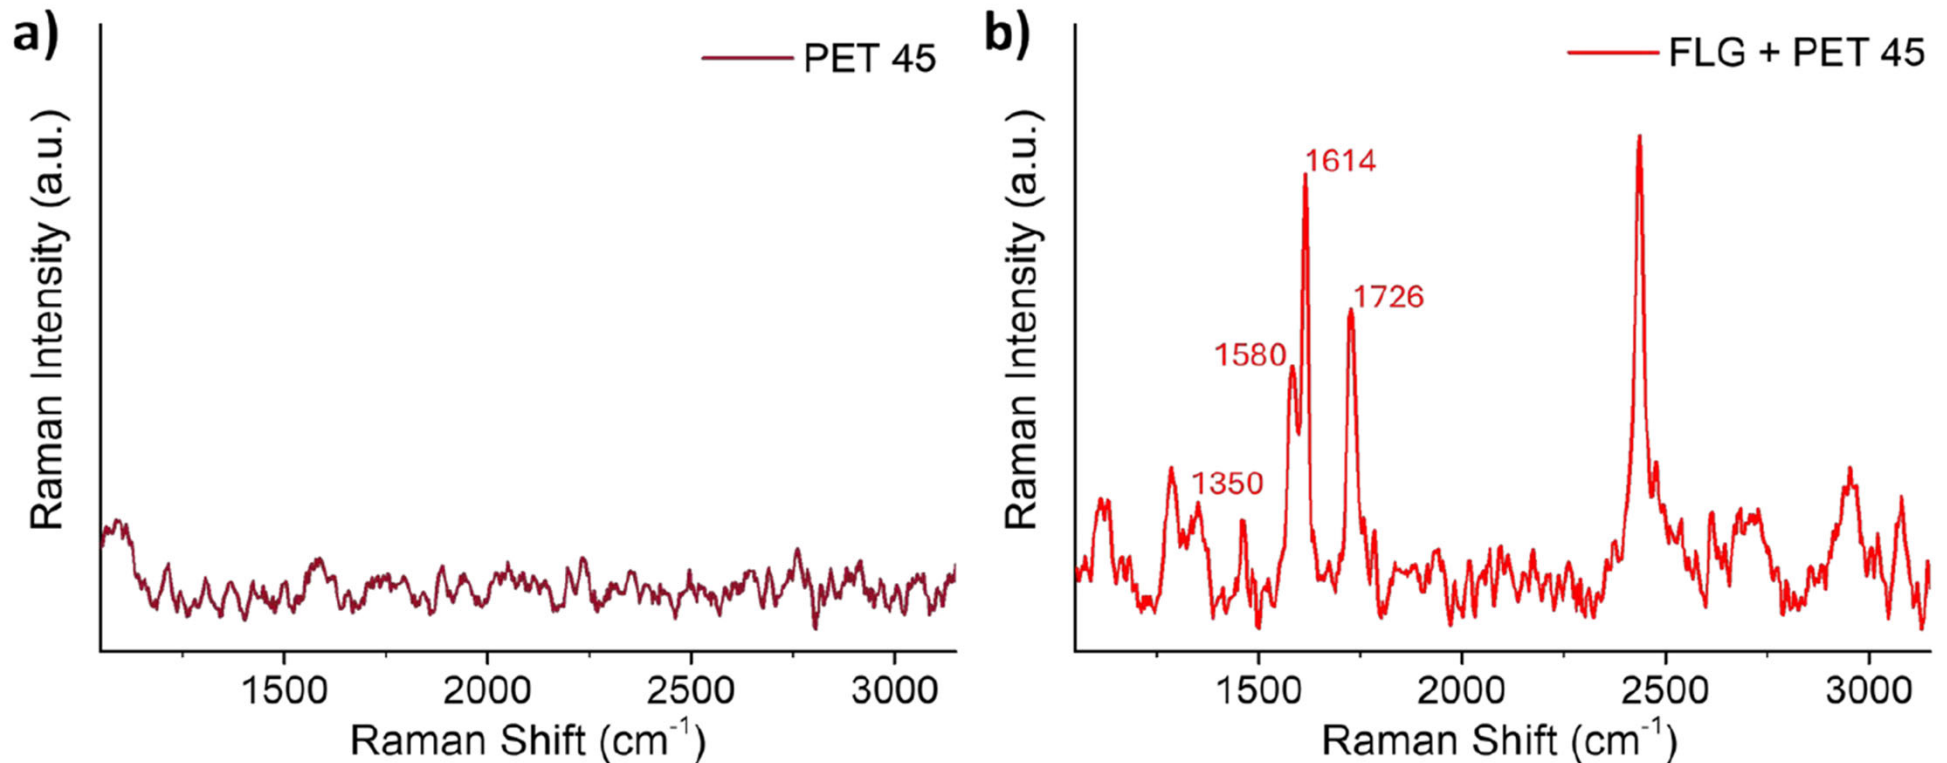 a)
PET 45
Raman Intensity (a.u.)
1500 2000 2500 3000
Raman Shift (cm⁻¹)
b)
FLG + PET 45
Raman Intensity (a.u.)
1614
1726
1580
1350
1500 2000 2500 3000
Raman Shift (cm⁻¹)